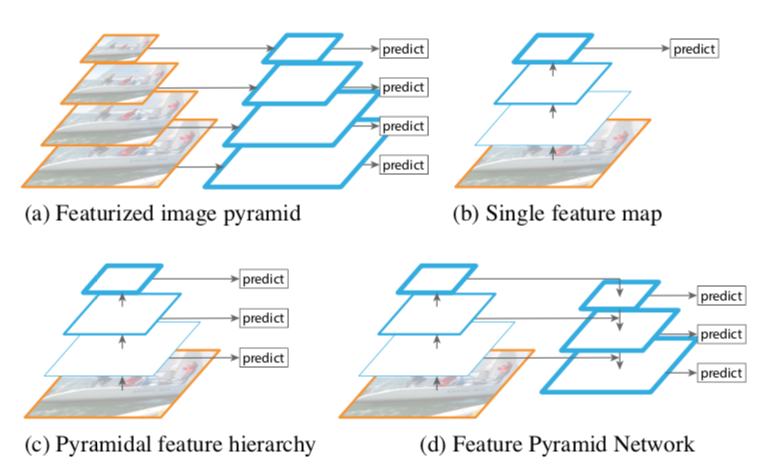 predict
predict
predict
predict
(a) Featurized image pyramid
predict
(b) Single feature map
predict
predict
predict
(c) Pyramidal feature hierarchy
predict
predict
predict
(d) Feature Pyramid Network